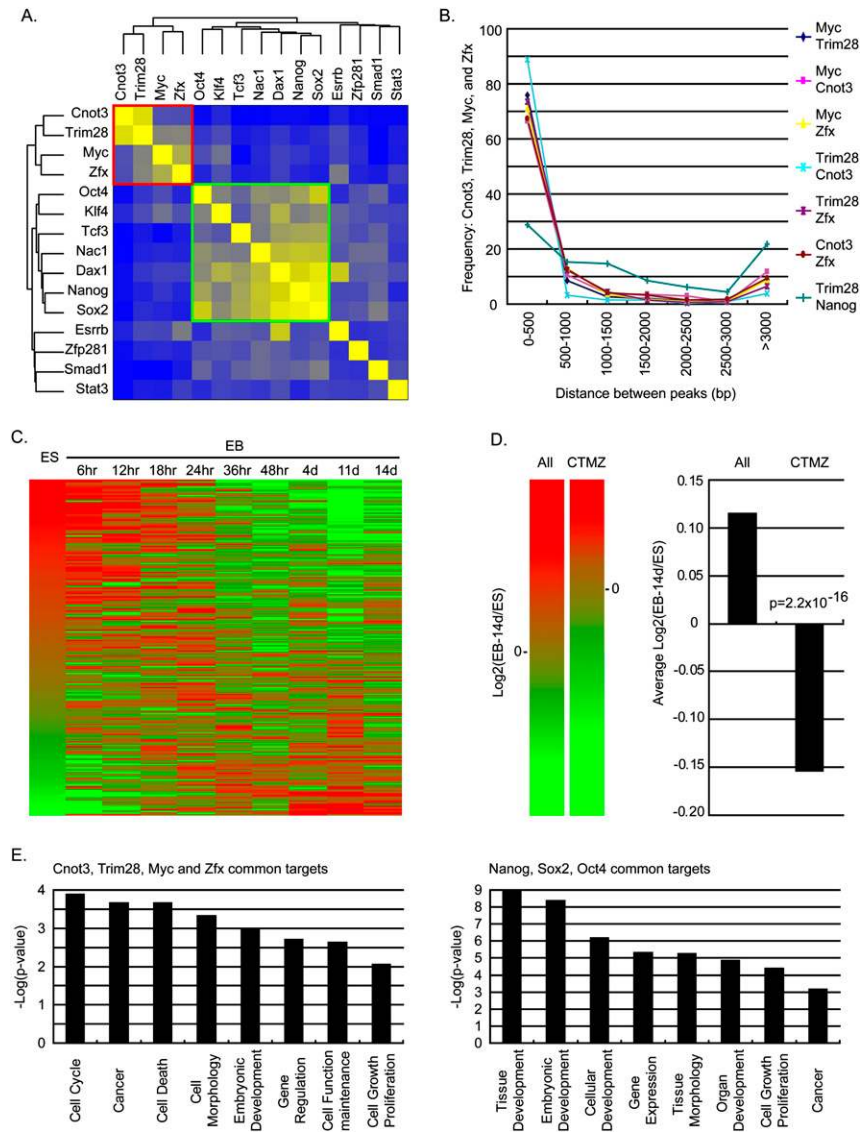 A.
Cnot3
Trim28
Myc
Zfx
Oct4
Klf4
Tcf3
Nac1
Dax1
Nanog
Sox2
Esrrb
Zfp281
Smad1
Stat3
Cnot3
Trim28
Myc
Zfx
Oct4
Klf4
Tcf3
Nac1
Dax1
Nanog
Sox2
Esrrb
Zfp281
Smad1
Stat3
B.
Frequency: Cnot3, Trim28, Myc, and Zfx
100
80
60
40
20
0
0-500
500-1000
1000-1500
1500-2000
2000-2500
2500-3000
>3000
Distance between peaks (bp)
Myc
Trim28
Myc
Cnot3
Myc
Zfx
Trim28
Cnot3
Trim28
Zfx
Cnot3
Zfx
Trim28
Nanog
C.
EB
ES
6hr 12hr 18hr 24hr 36hr 48hr 4d 11d 14d
D.
All CTMZ
Log2(EB-14d/ES)
0-
-0
All CTMZ
Average Log2(EB-14d/ES)
0.15
0.10
0.05
0
-0.05
-0.10
-0.15
-0.20
p=2.2x10-16
E.
Cnot3, Trim28, Myc and Zfx common targets
-Log(p-value)
4
3
2
1
0
Cell Cycle
Cancer
Cell Death
Cell
Morphology
Embryonic
Development
Gene
Regulation
Cell Function
maintenance
Cell Growth
Proliferation
Nanog, Sox2, Oct4 common targets
-Log(p-value)
9
8
7
6
5
4
3
2
1
0
Tissue
Development
Embryonic
Development
Cellular
Development
Gene
Expression
Tissue
Morphology
Organ
Development
Cell Growth
Proliferation
Cancer